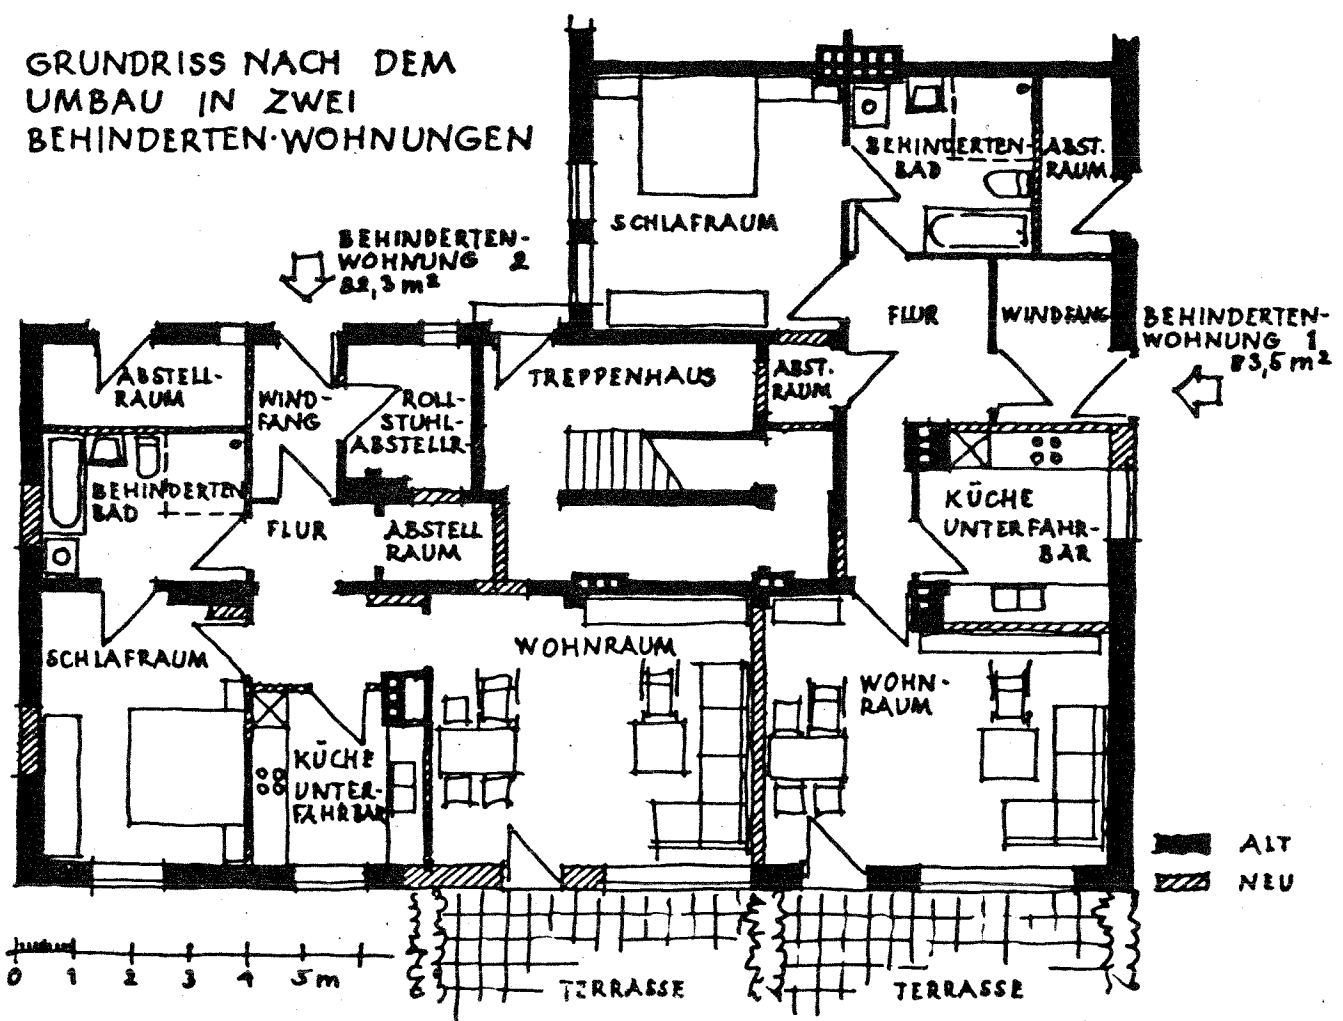 GRUNDRISS NACH DEM
UMBAU IN ZWEI
BEHINDERTEN·WOHNUNGEN
BEHINDERTEN-
WOHNUNG 2
82,3 m²
SCHLAFRAUM
BEHINDERTEN-
BAD
ABST.
RAUM
FLUR
WINDFANG
BEHINDERTEN-
WOHNUNG 1
83,5 m²
ABSTELL-
RAUM
WIND-
FANG
ROLL-
STUHL-
ABSTELLR.
TREPPENHAUS
ABST.
RAUM
BEHINDERTEN
BAD
FLUR
ABSTELL
RAUM
KÜCHE
UNTERFAHR-
BAR
SCHLAFRAUM
WOHNRAUM
WOHN-
RAUM
KÜCHE
UNTER-
FAHRBAR
ALT
NEU
0 1 2 3 4 5 m
TERRASSE
TERRASSE